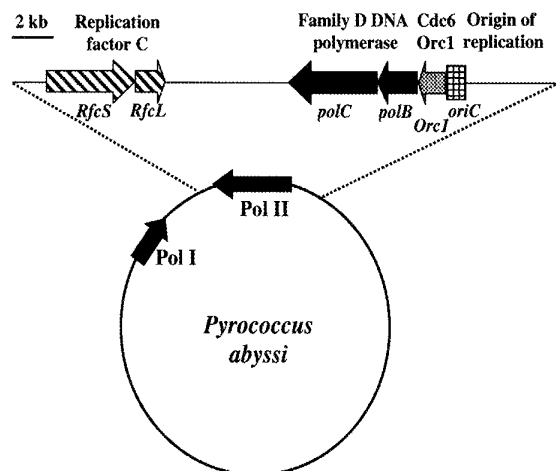 2 kb
Replication
factor C
Family D DNA
polymerase
Cdc6
Orc1
Origin of
replication
RfcS
RfcL
polC
polB
Orc1
oriC
Pol II
Pol I
Pyrococcus
abyssi